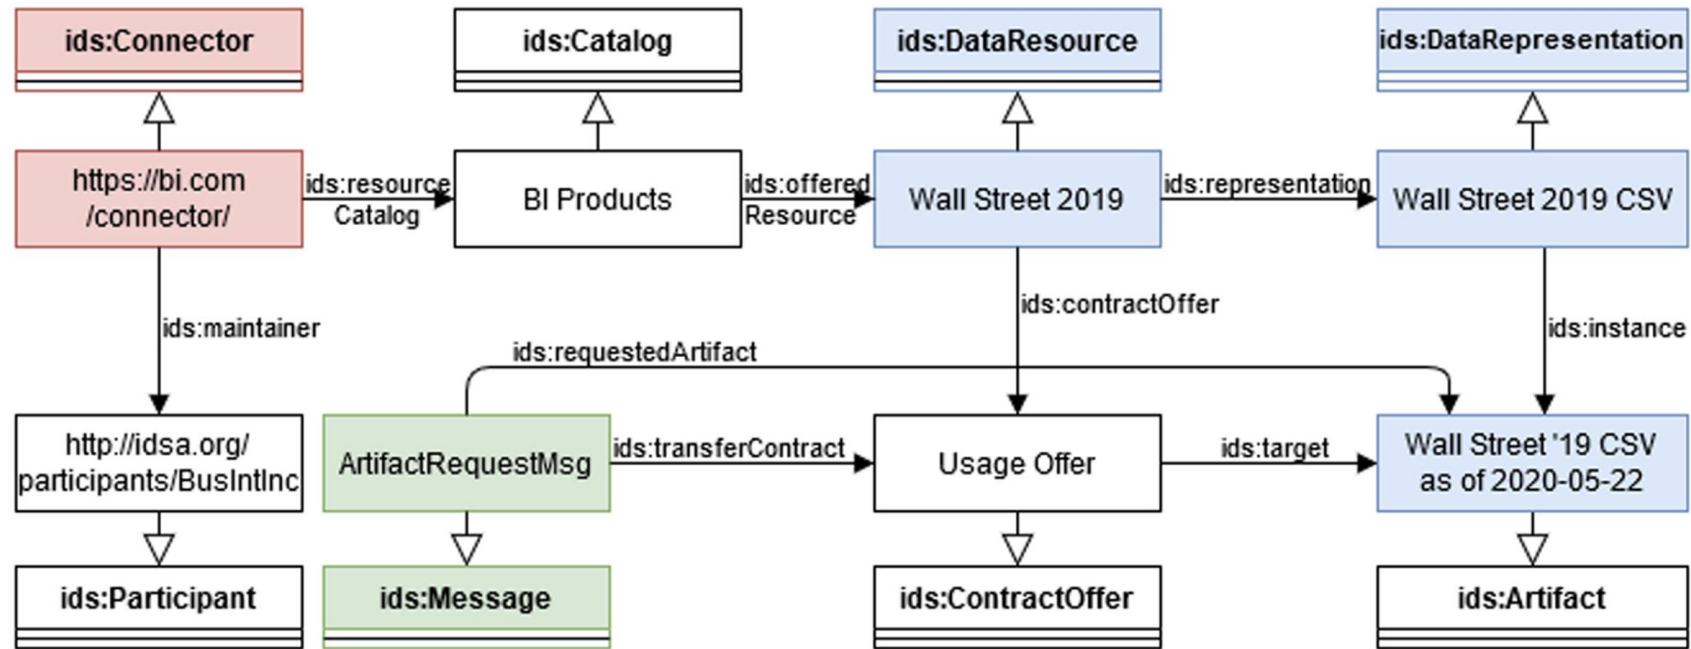 ids:Connector
ids:Catalog
ids:DataResource
ids:DataRepresentation
https://bi.com
/connector/
ids:resource
Catalog
BI Products
ids:offered
Resource
Wall Street 2019
ids:representation
Wall Street 2019 CSV
ids:maintainer
ids:contractOffer
ids:instance
ids:requestedArtifact
http://idsa.org/
participants/BusIntInc
ArtifactRequestMsg
ids:transferContract
Usage Offer
ids:target
Wall Street '19 CSV
as of 2020-05-22
ids:Participant
ids:Message
ids:ContractOffer
ids:Artifact